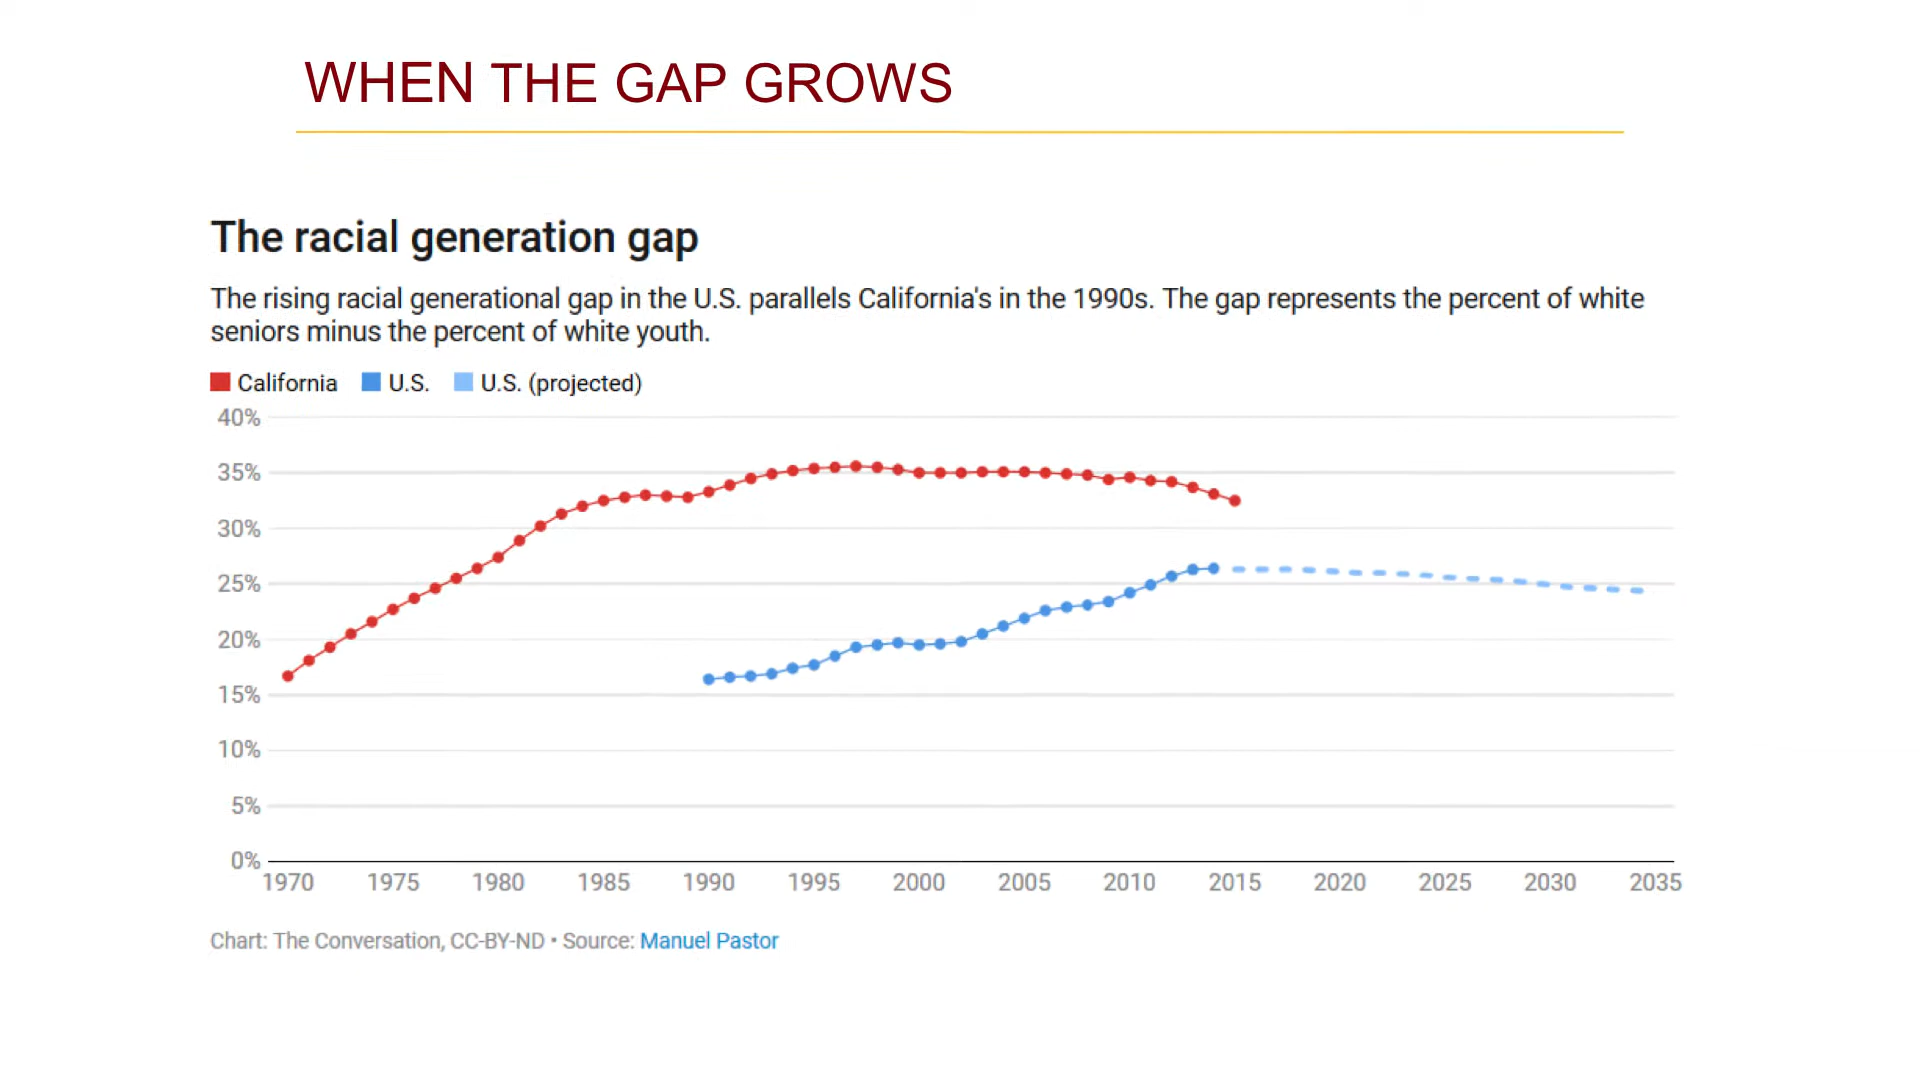 WHEN THE GAP GROWS
The racial generation gap
The rising racial generational gap in the U.S. parallels California's in the 1990s. The gap represents the percent of white
seniors minus the percent of white youth.
California U.S. U.S. (projected)
40%
35%
30%
25%
20%
15%
10%
5%
0%
1970 1975 1980 1985 1990 1995 2000 2005 2010 2015 2020 2025 2030 2035
Chart: The Conversation, CC-BY-ND • Source: Manuel Pastor